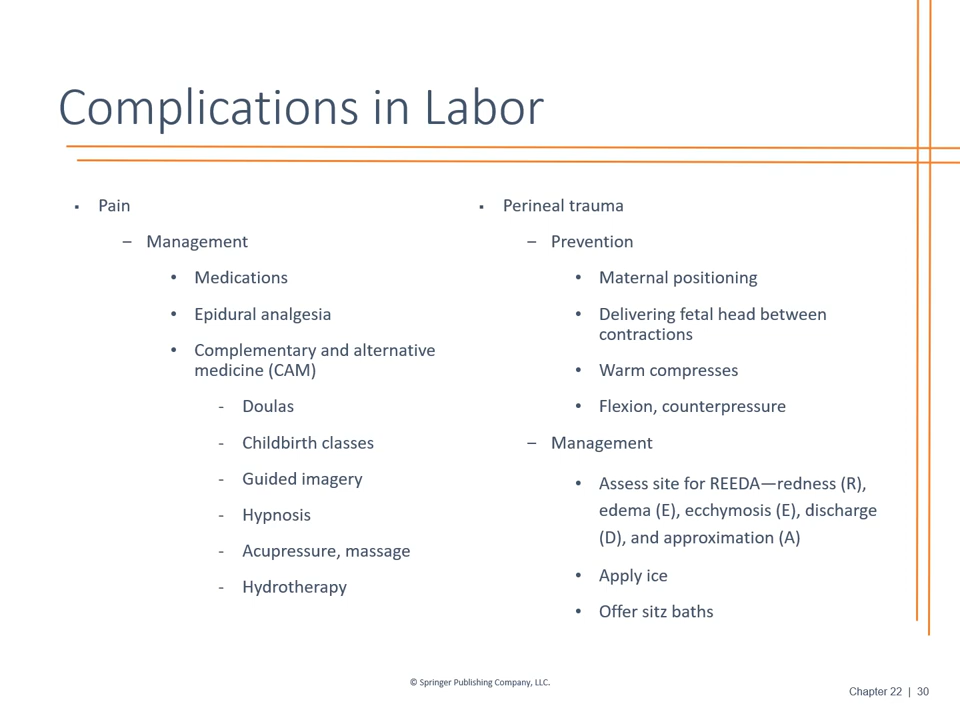 Complications in Labor
▪ Pain
– Management
• Medications
• Epidural analgesia
• Complementary and alternative
medicine (CAM)
- Doulas
- Childbirth classes
- Guided imagery
- Hypnosis
- Acupressure, massage
- Hydrotherapy
▪ Perineal trauma
– Prevention
• Maternal positioning
• Delivering fetal head between
contractions
• Warm compresses
• Flexion, counterpressure
– Management
• Assess site for REEDA—redness (R),
edema (E), ecchymosis (E), discharge
(D), and approximation (A)
• Apply ice
• Offer sitz baths
© Springer Publishing Company, LLC.
Chapter 22 | 30